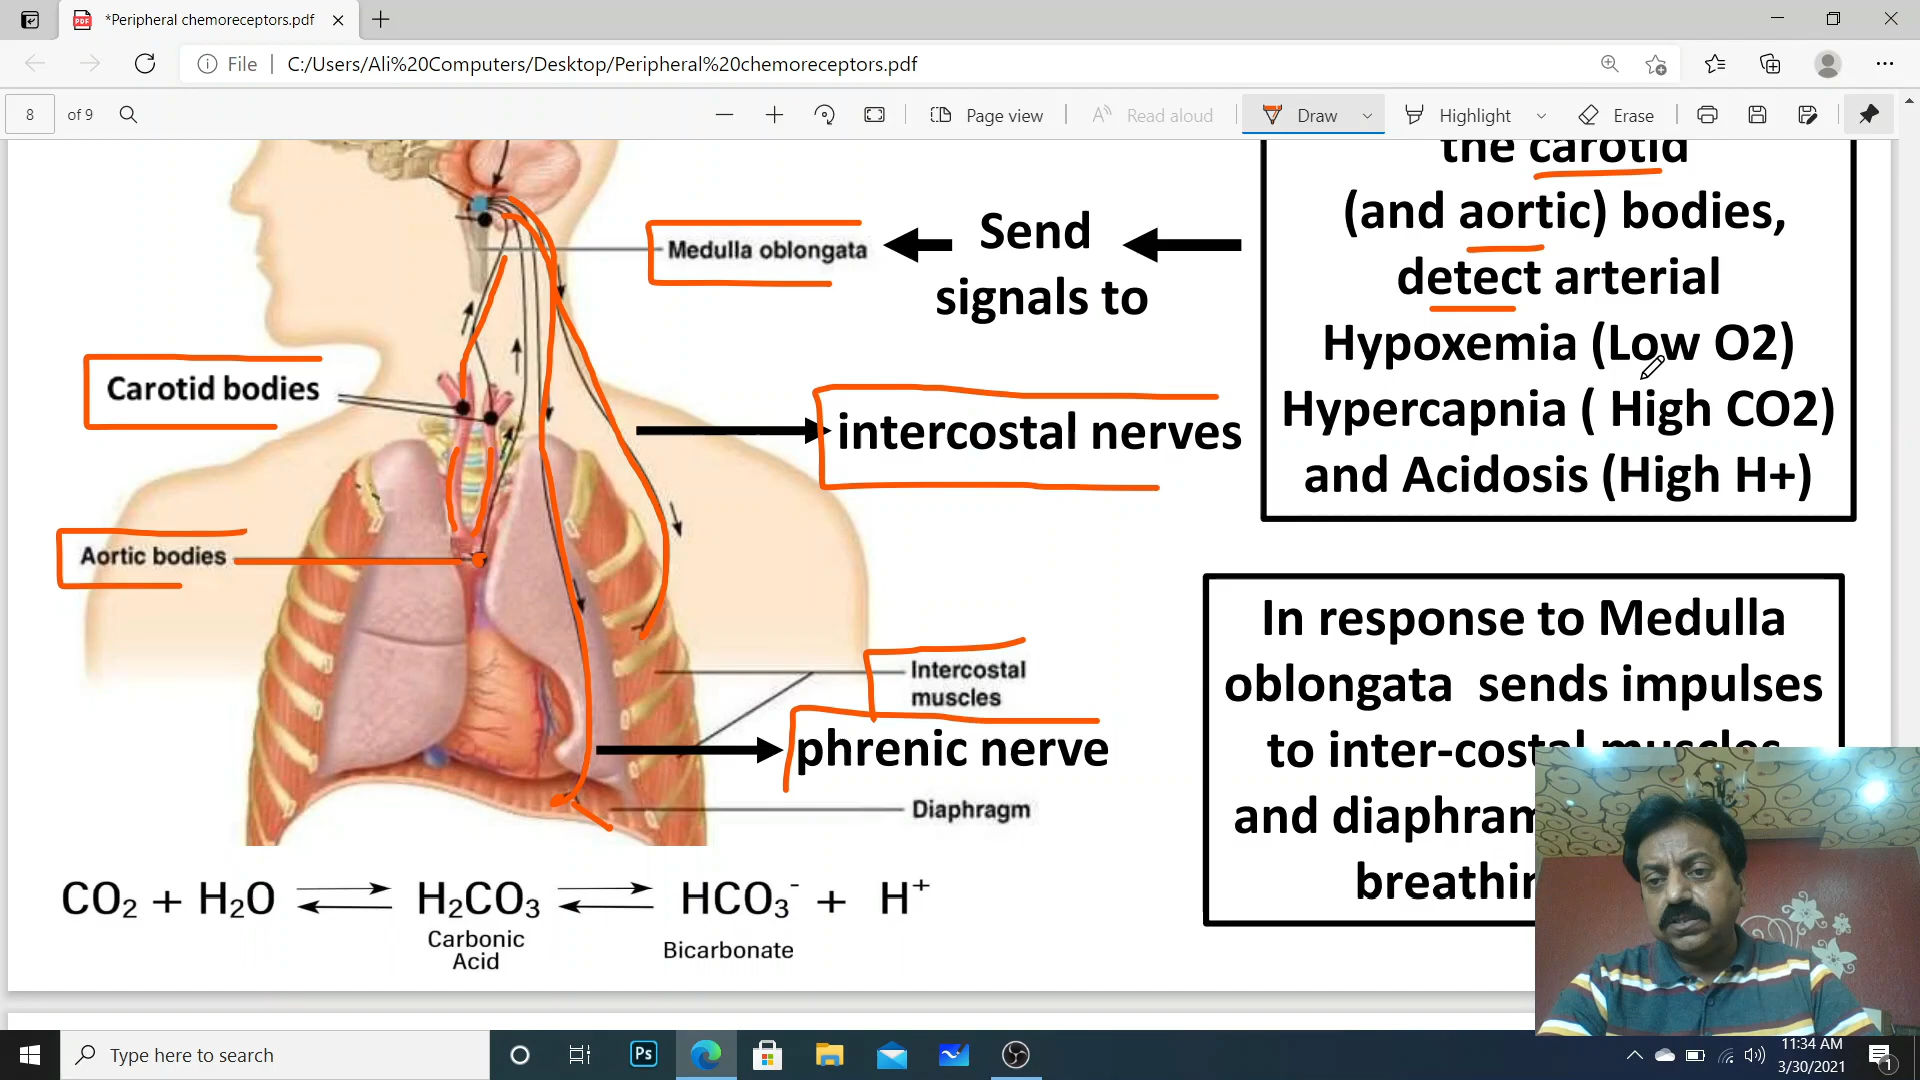 *Peripheral chemoreceptors.pdf
File
C:/Users/Ali%20Computers/Desktop/Peripheral%20chemoreceptors.pdf
8 of 9
Page view
Read aloud
Draw
Highlight
Erase
the carotid
(and aortic) bodies,
detect arterial
Hypoxemia (Low O2)
Hypercapnia ( High CO2)
and Acidosis (High H+)
Send
signals to
Medulla oblongata
Carotid bodies
intercostal nerves
Aortic bodies
Intercostal
muscles
phrenic nerve
Diaphragm
In response to Medulla
oblongata sends impulses
to inter-costal muscles
and diaphram
CO₂ + H₂O ⇌ H₂CO₃ ⇌ HCO₃⁻ + H⁺
Carbonic
Acid
Bicarbonate
Type here to search
Ps
11:34 AM
3/30/2021
1